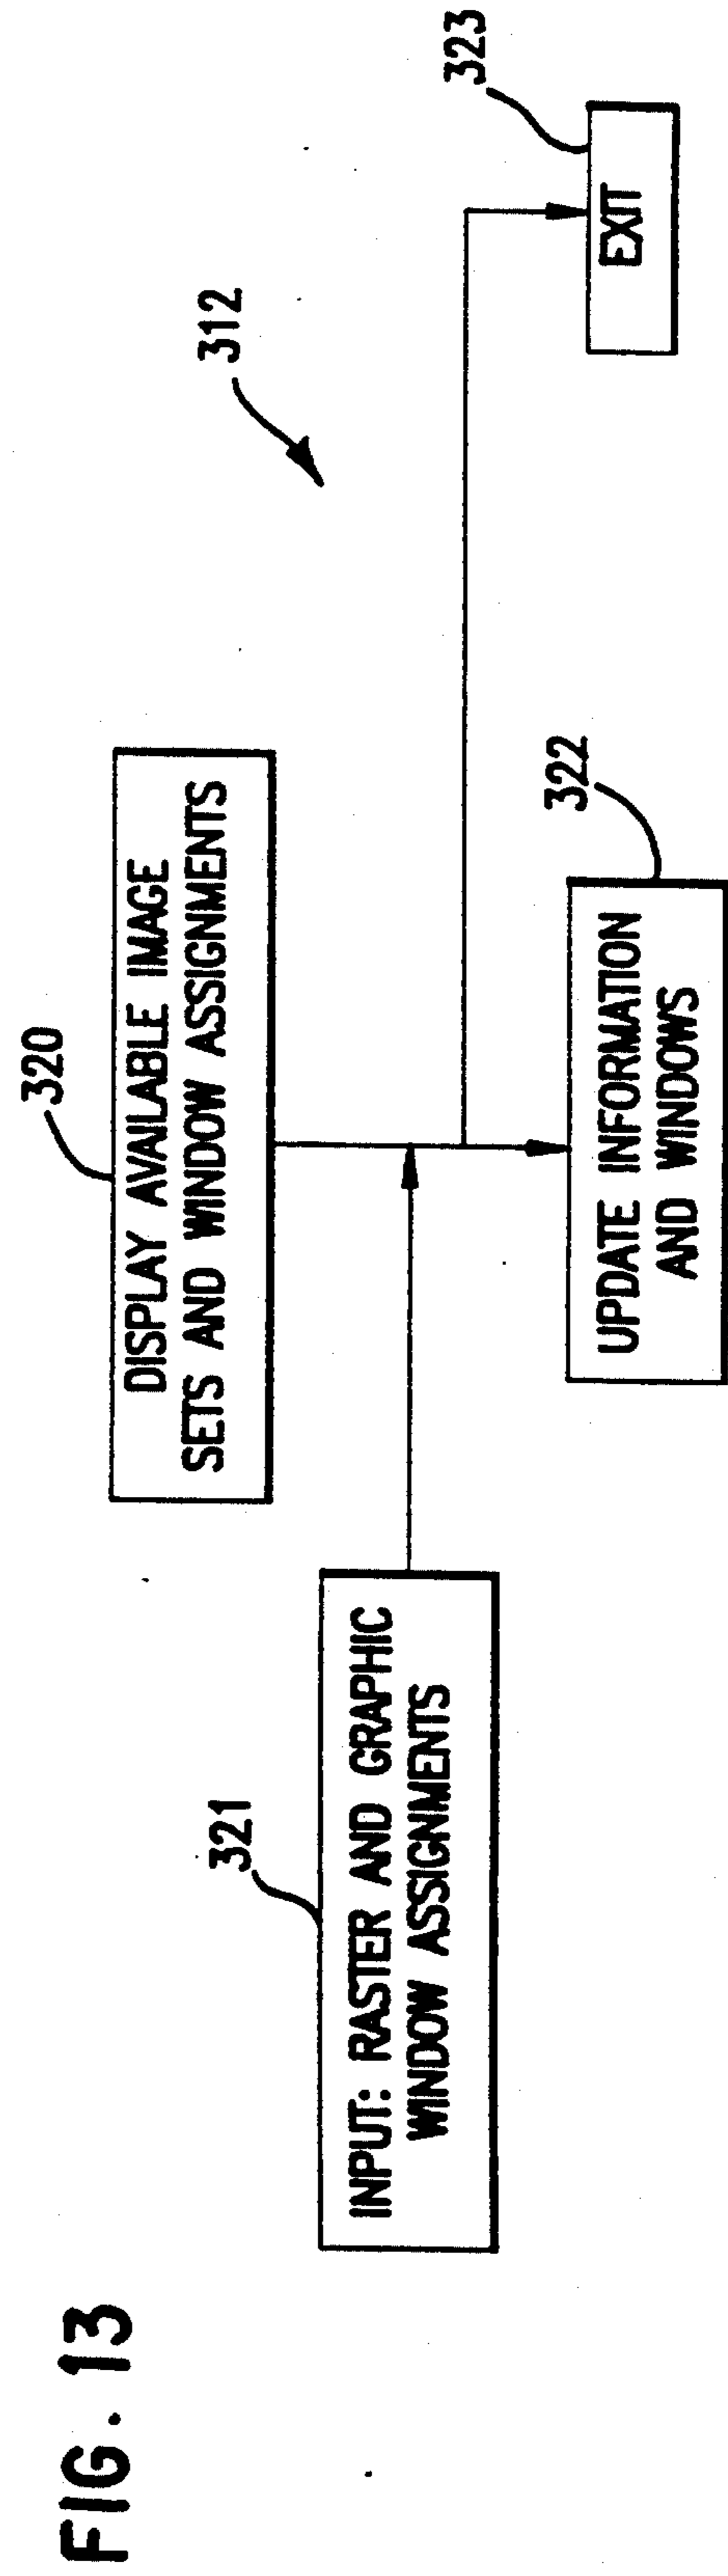 FIG. 13
320
DISPLAY AVAILABLE IMAGE
SETS AND WINDOW ASSIGNMENTS
312
321
INPUT: RASTER AND GRAPHIC
WINDOW ASSIGNMENTS
322
UPDATE INFORMATION
AND WINDOWS
323
EXIT